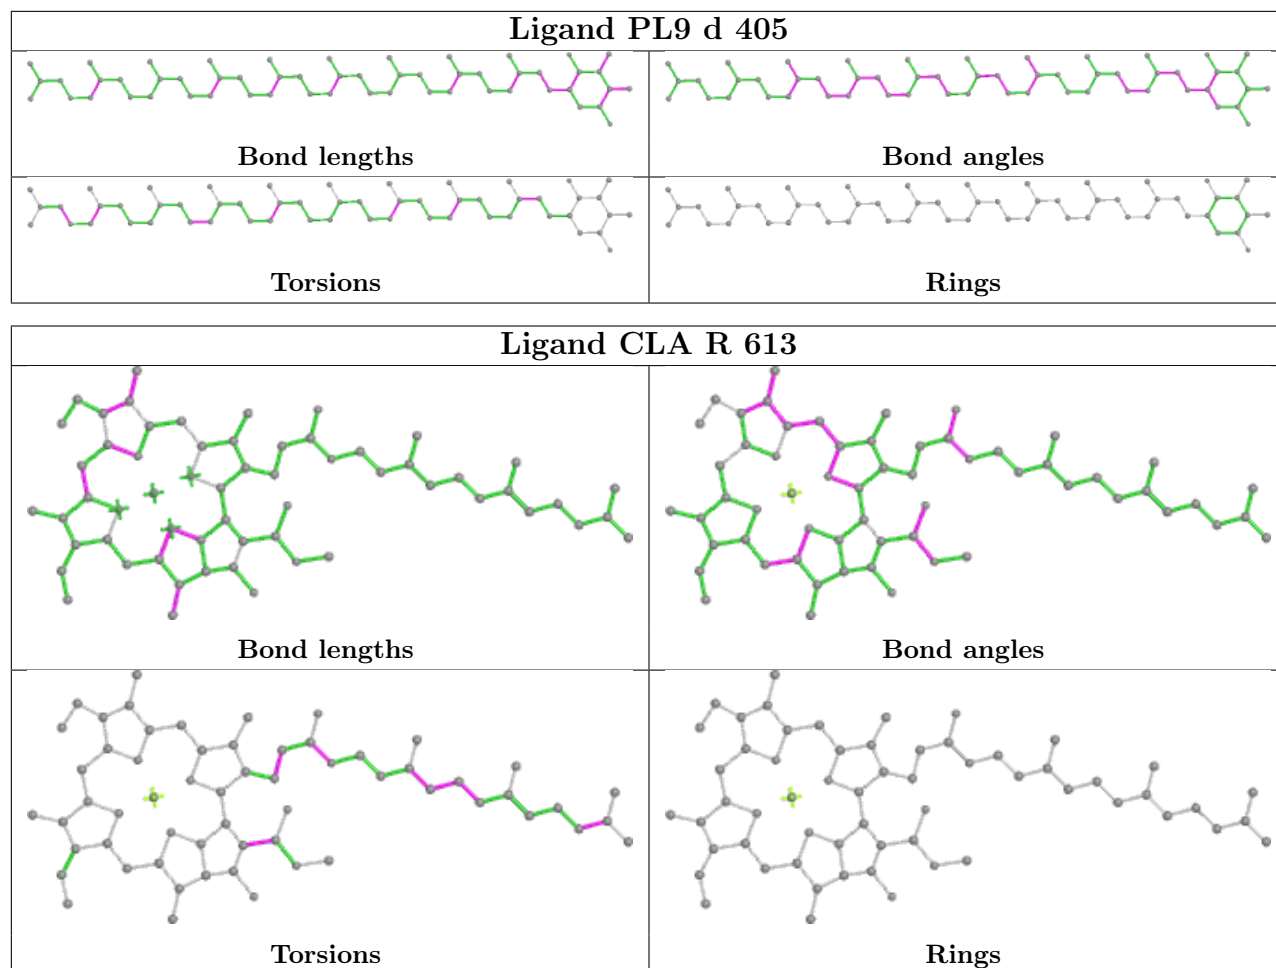 Ligand PL9 d 405
Bond lengths
Bond angles
Torsions
Rings
Ligand CLA R 613
Bond lengths
Bond angles
Torsions
Rings